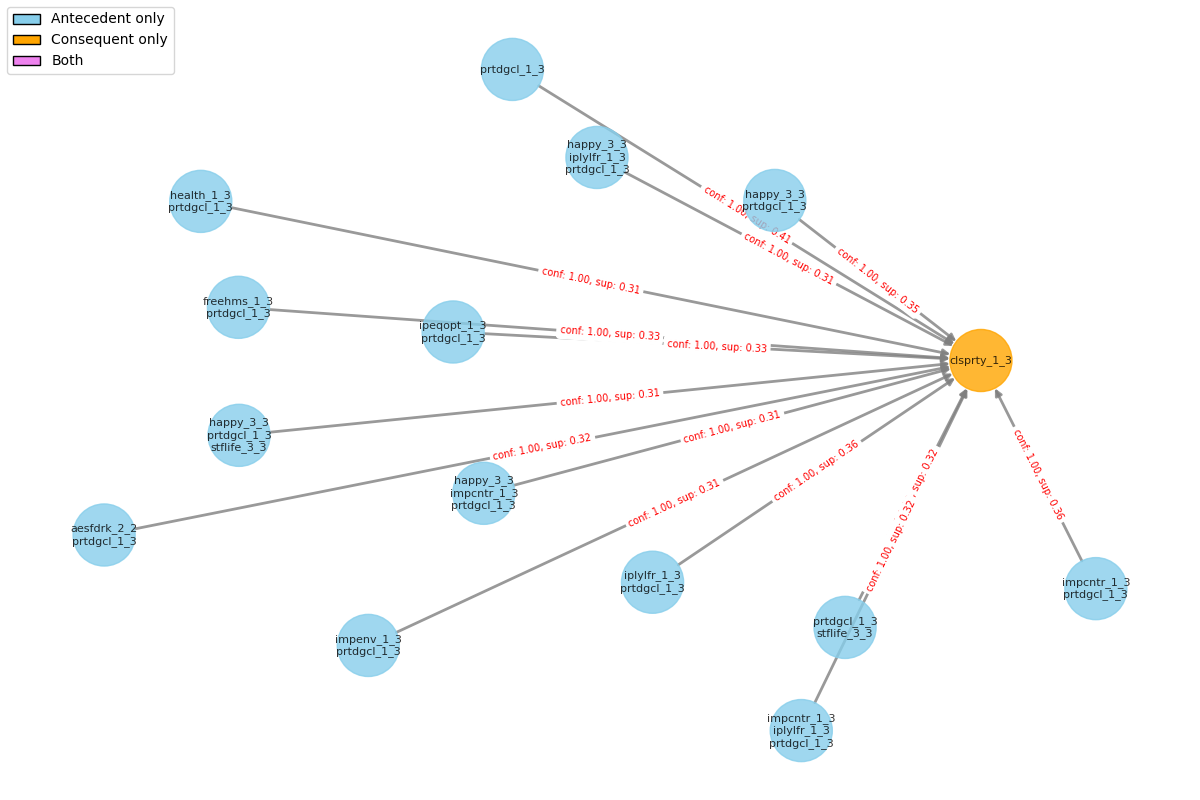 Antecedent only
Consequent only
Both
prtdgcl_1_3
happy_3_3
iplylfr_1_3
prtdgcl_1_3
happy_3_3
prtdgcl_1_3
health_1_3
prtdgcl_1_3
conf: 1.00, sup: 0.41
conf: 1.00, sup: 0.31
conf: 1.00, sup: 0.35
conf: 1.00, sup: 0.31
freehms_1_3
prtdgcl_1_3
ipeqopt_1_3
prtdgcl_1_3
conf: 1.00, sup: 0.33
conf: 1.00, sup: 0.33
clsprty_1_3
conf: 1.00, sup: 0.31
happy_3_3
prtdgcl_1_3
stflife_3_3
conf: 1.00, sup: 0.32
conf: 1.00, sup: 0.31
happy_3_3
impcntr_1_3
prtdgcl_1_3
conf: 1.00, sup: 0.31
conf: 1.00, sup: 0.36
sup: 0.32
conf: 1.00, sup: 0.32
conf: 1.00, sup: 0.36
aesfdrk_2_2
prtdgcl_1_3
iplylfr_1_3
prtdgcl_1_3
impcntr_1_3
prtdgcl_1_3
prtdgcl_1_3
stflife_3_3
impenv_1_3
prtdgcl_1_3
impcntr_1_3
iplylfr_1_3
prtdgcl_1_3